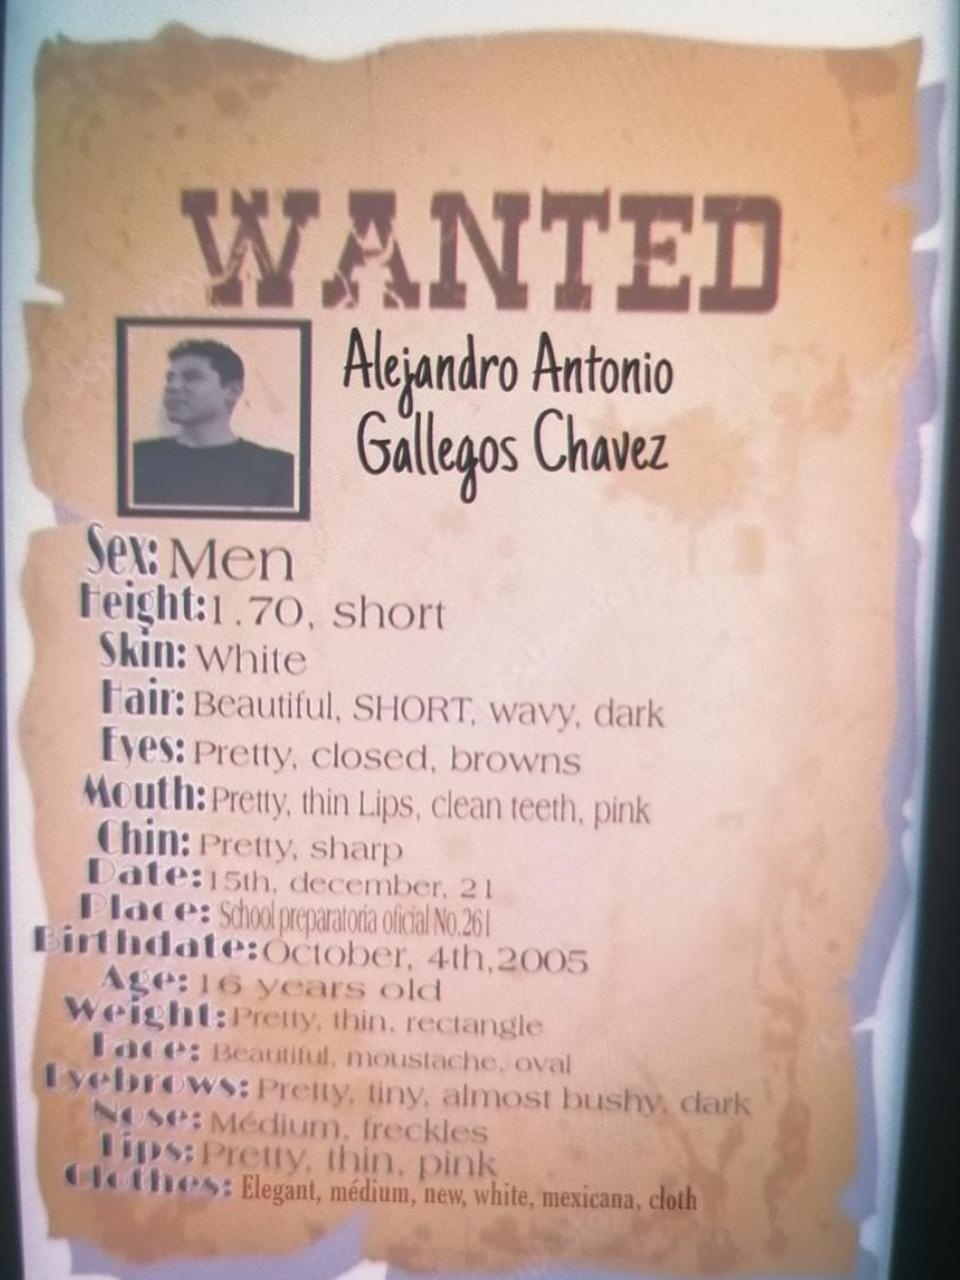 WANTED
Alejandro Antonio
Gallegos Chavez
Sex: Men
Height: 1.70, short
Skin: White
Hair: Beautiful, SHORT, wavy, dark
Eyes: Pretty, closed, browns
Mouth: Pretty, thin Lips, clean teeth, pink
Chin: Pretty, sharp
Date: 15th, december, 21
Place: School preparatoria oficial No.261
Birthdate: October, 4th,2005
Age: 16 years old
Weight: Pretty, thin, rectangle
Face: Beautiful, moustache, oval
Eyebrows: Pretty, tiny, almost bushy, dark
Nose: Médium, freckles
Lips: Pretty, thin, pink
Clothes: Elegant, médium, new, white, mexicana, cloth